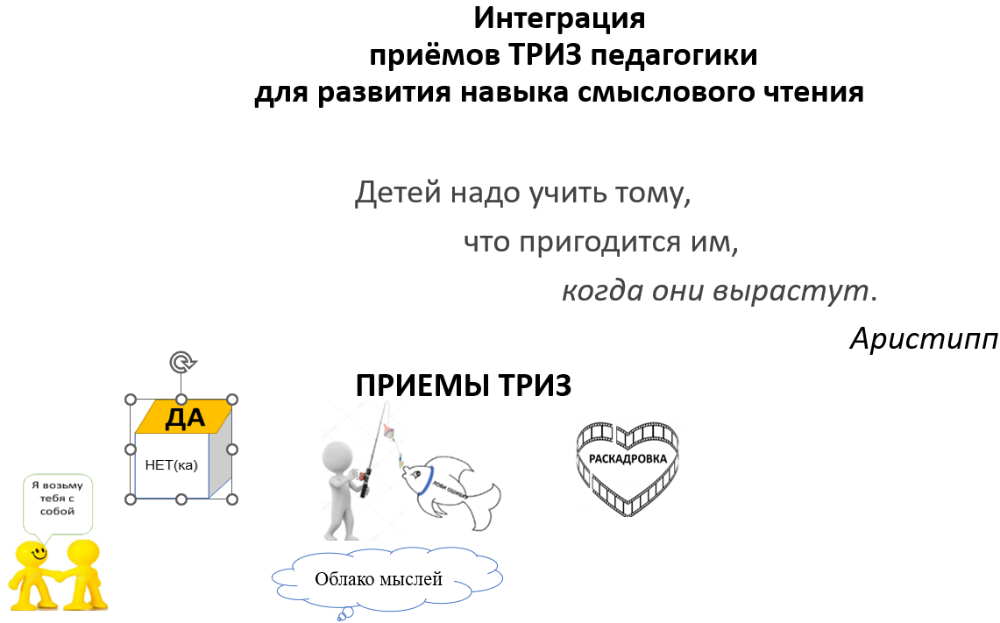 Интеграция
приёмов ТРИЗ педагогики
для развития навыка смыслового чтения
Детей надо учить тому,
что пригодится им,
когда они вырастут.
Аристипп
ПРИЕМЫ ТРИЗ
ДА
НЕТ(ка)
Я возьму
тебя с
собой
ЛОВИ ОШИБКУ
РАСКАДРОВКА
Облако мыслей